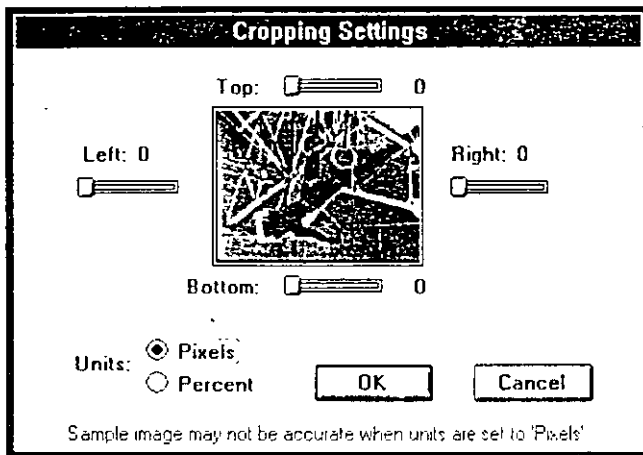 Cropping Settings
Top: 0
Left: 0
Right: 0
Bottom: 0
Units: Pixels
Percent
OK
Cancel
Sample image may not be accurate when units are set to 'Pixels'